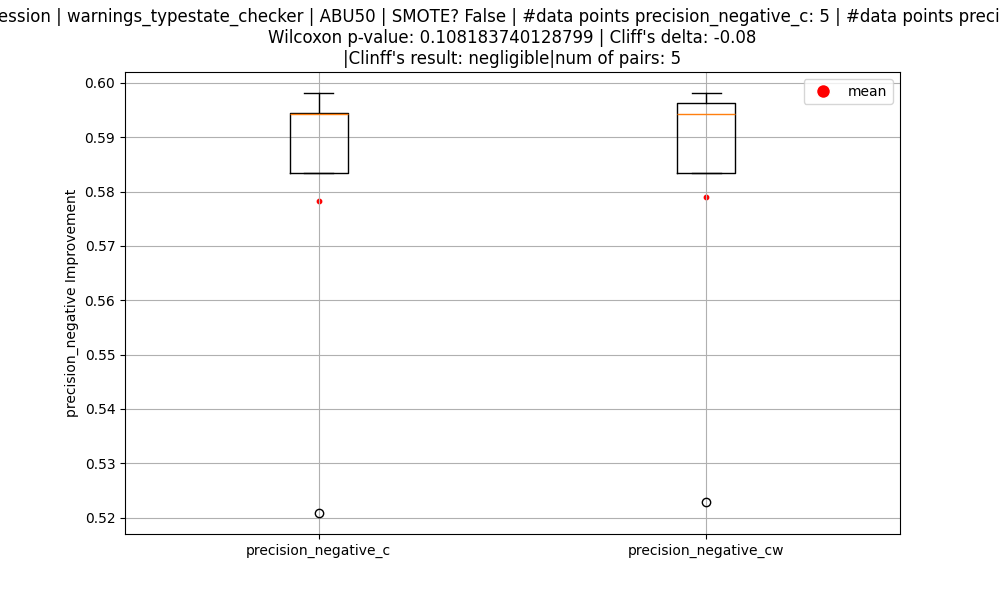 ession | warnings_typestate_checker | ABU50 | SMOTE? False | #data points precision_negative_c: 5 | #data points preci
Wilcoxon p-value: 0.108183740128799 | Cliff's delta: -0.08
|Clinff's result: negligible|num of pairs: 5
mean
precision_negative Improvement
0.60
0.59
0.58
0.57
0.56
0.55
0.54
0.53
0.52
precision_negative_c
precision_negative_cw